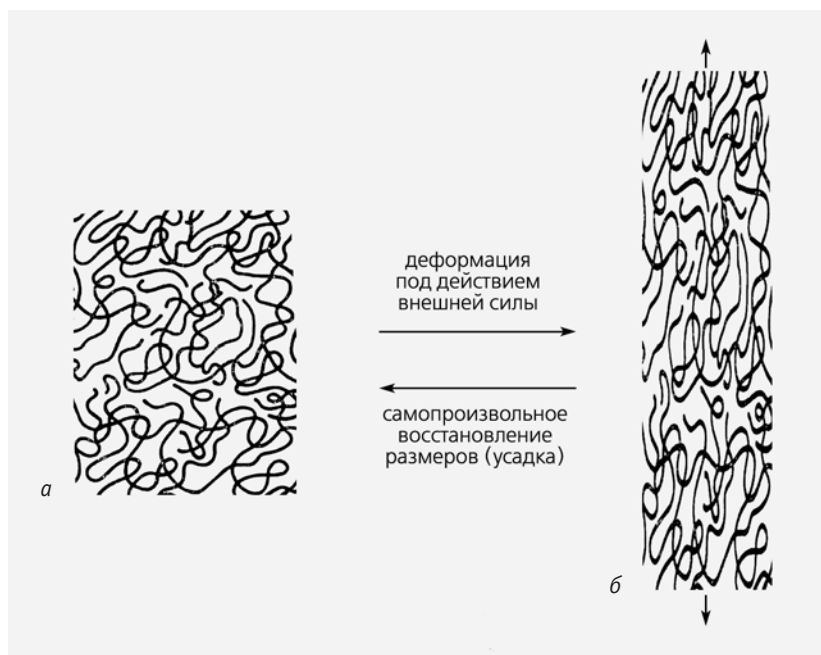 деформация
под действием
внешней силы
самопроизвольное
восстановление
размеров (усадка)
а
б